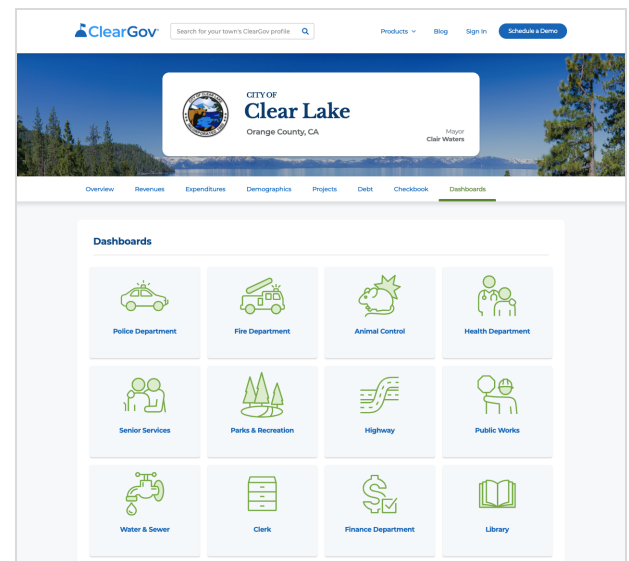 ClearGov
Search for your town's ClearGov profile
Products
Blog
Sign In
Schedule a Demo
CITY OF
Clear Lake
Orange County, CA
Mayor
Clair Waters
Overview
Revenues
Expenditures
Demographics
Projects
Debt
Checkbook
Dashboards
Dashboards
Police Department
Fire Department
Animal Control
Health Department
Senior Services
Parks & Recreation
Highway
Public Works
Water & Sewer
Clerk
Finance Department
Library